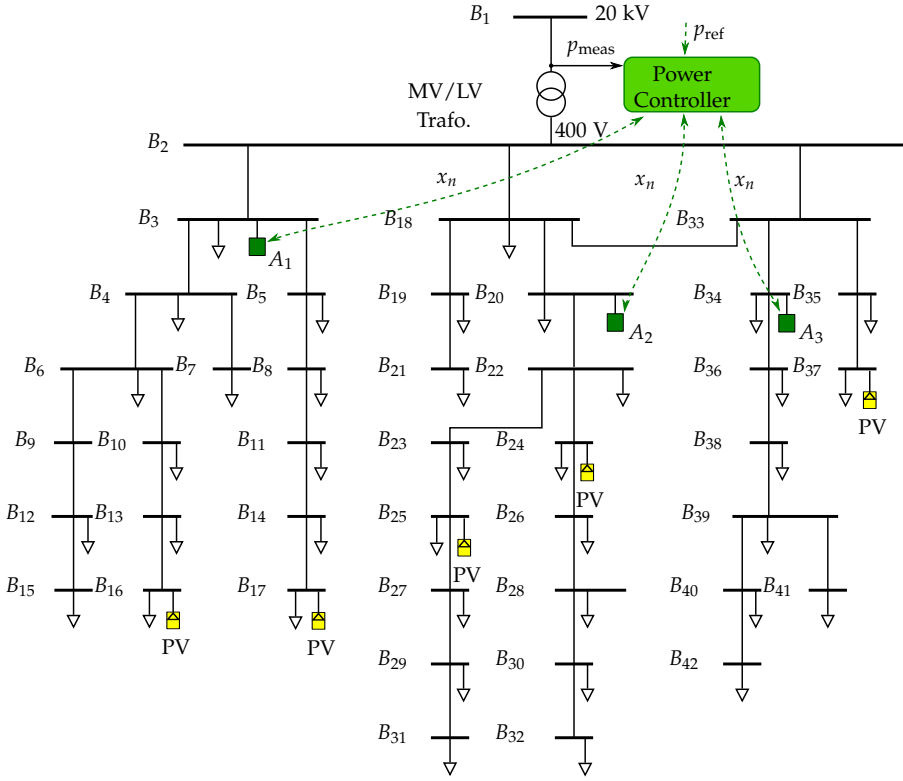 B₁ 20 kV
p_ref
p_meas
Power
Controller
MV/LV
Trafo.
400 V
B₂
x_n x_n x_n
B₃ B₁₈ B₃₃
A₁
B₄ B₅ B₁₉ B₂₀ B₃₄ B₃₅
A₂ A₃
B₆ B₇ B₈ B₂₁ B₂₂ B₃₆ B₃₇
PV
B₉ B₁₀ B₁₁ B₂₃ B₂₄ B₃₈
PV
B₁₂ B₁₃ B₁₄ B₂₅ B₂₆ B₃₉
PV
B₁₅ B₁₆ B₁₇ B₂₇ B₂₈ B₄₀ B₄₁
PV PV
B₂₉ B₃₀ B₄₂
B₃₁ B₃₂